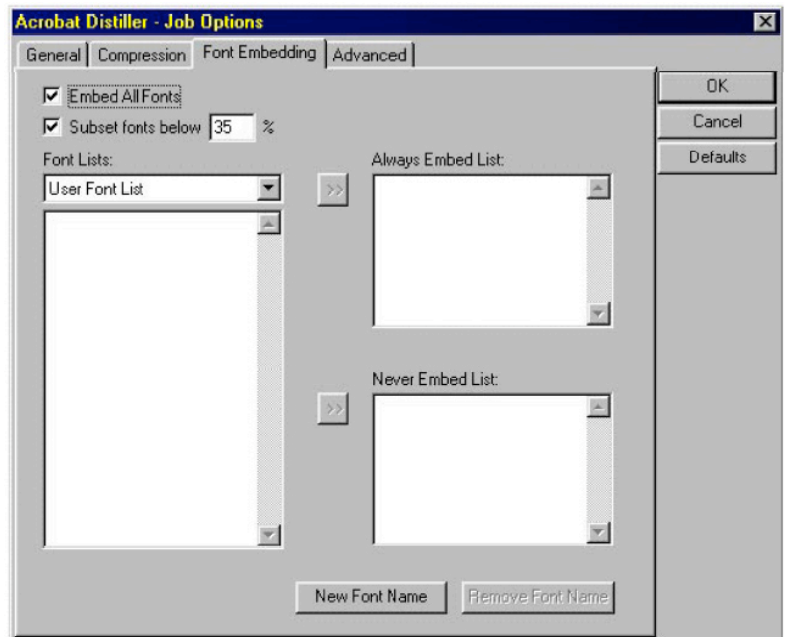 Acrobat Distiller - Job Options
General Compression Font Embedding Advanced
Embed All Fonts
Subset fonts below 35 %
Font Lists:
User Font List
>>
Always Embed List:
>>
Never Embed List:
New Font Name
Remove Font Name
OK
Cancel
Defaults